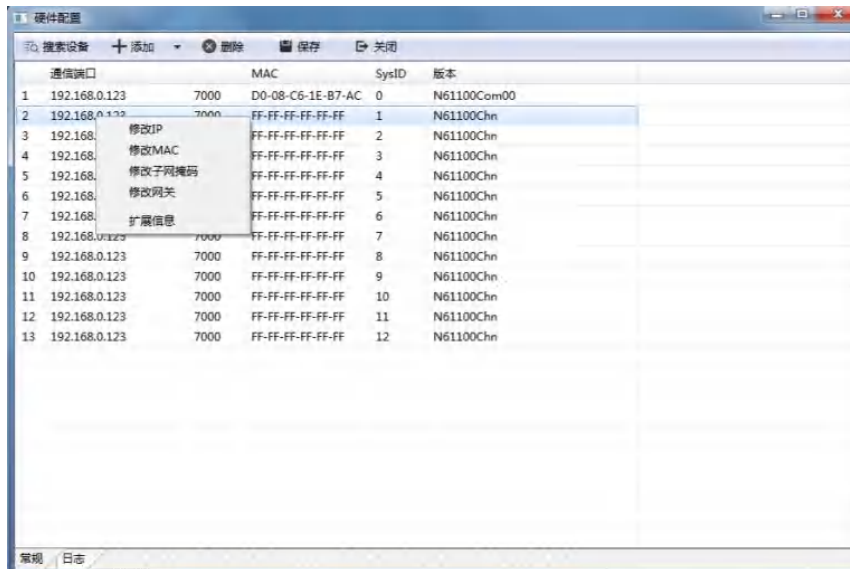 硬件配置
搜索设备 添加 删除 保存 关闭
通信端口 MAC SysID 版本
1 192.168.0.123 7000 D0-08-C6-1E-B7-AC 0 N61100Com00
2 192.168.0.123 7000 FF-FF-FF-FF-FF-FF 1 N61100Chn
修改IP
3 192.168. FF-FF-FF-FF-FF-FF 2 N61100Chn
修改MAC
4 192.168. FF-FF-FF-FF-FF-FF 3 N61100Chn
修改子网掩码
5 192.168. FF-FF-FF-FF-FF-FF 4 N61100Chn
修改网关
6 192.168. FF-FF-FF-FF-FF-FF 5 N61100Chn
7 192.168. FF-FF-FF-FF-FF-FF 6 N61100Chn
扩展信息
8 192.168.0.123 7000 FF-FF-FF-FF-FF-FF 7 N61100Chn
9 192.168.0.123 7000 FF-FF-FF-FF-FF-FF 8 N61100Chn
10 192.168.0.123 7000 FF-FF-FF-FF-FF-FF 9 N61100Chn
11 192.168.0.123 7000 FF-FF-FF-FF-FF-FF 10 N61100Chn
12 192.168.0.123 7000 FF-FF-FF-FF-FF-FF 11 N61100Chn
13 192.168.0.123 7000 FF-FF-FF-FF-FF-FF 12 N61100Chn
常规 日志